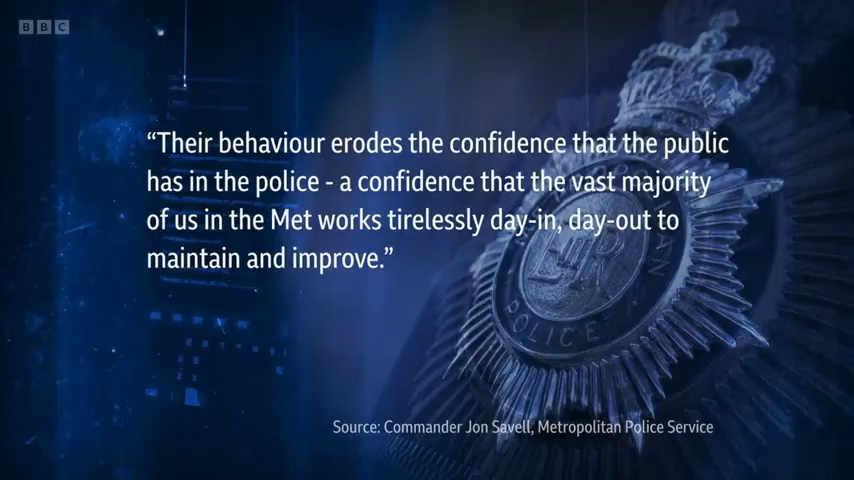 BBC
“Their behaviour erodes the confidence that the public
has in the police - a confidence that the vast majority
of us in the Met works tirelessly day-in, day-out to
maintain and improve.”
EIIR
POLICE
Source: Commander Jon Savell, Metropolitan Police Service